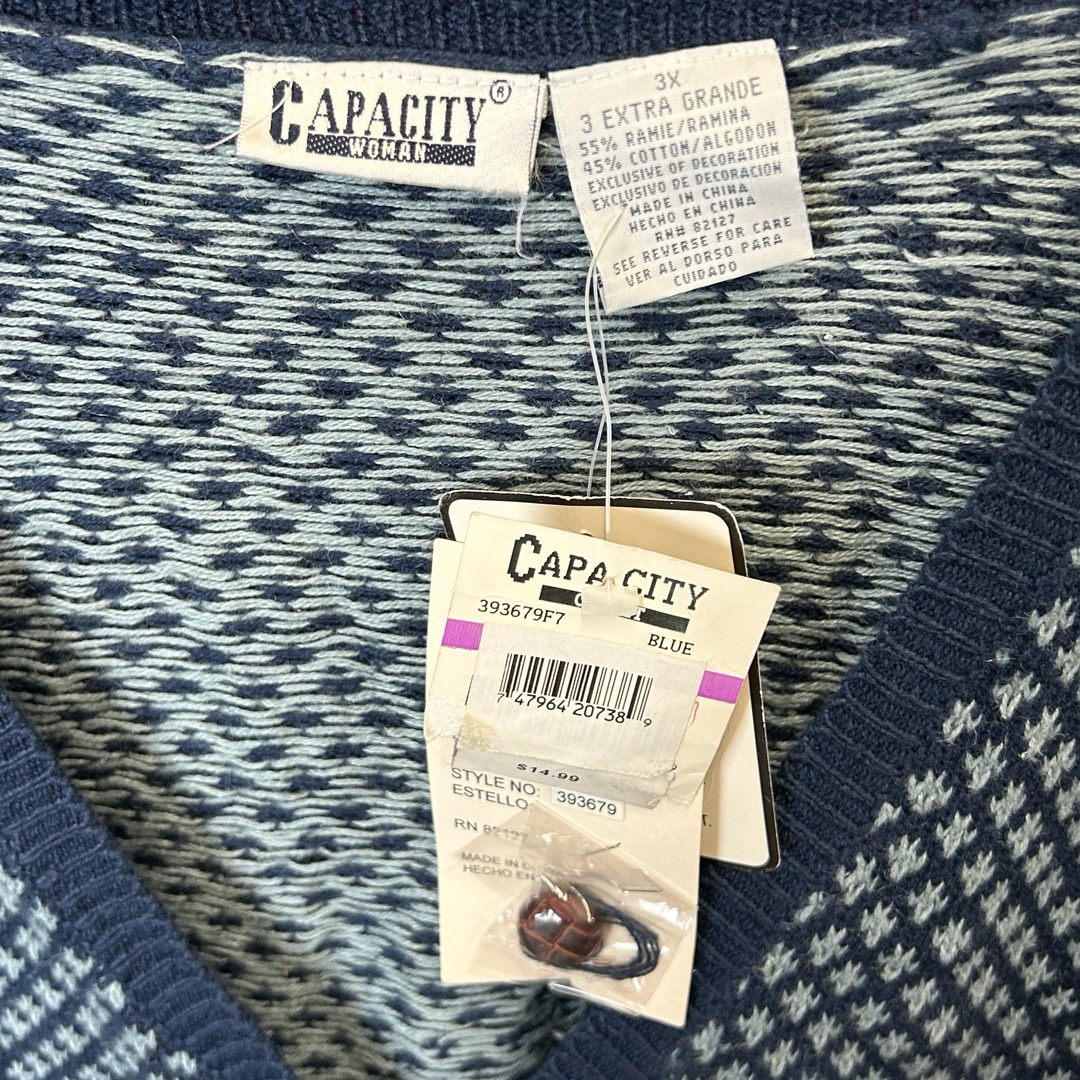 CAPACITY®
WOMAN
3X
3 EXTRA GRANDE
55% RAMIE/RAMINA
45% COTTON/ALGODON
EXCLUSIVE OF DECORATION
EXCLUSIVO DE DECORACION
MADE IN CHINA
HECHO EN CHINA
RN# 82127
SEE REVERSE FOR CARE
VER AL DORSO PARA
CUIDADO
CAPACITY
393679F7
BLUE
7 47964 20738 9
$14.99
STYLE NO: 393679
ESTELLO:
RN 82127
MADE IN
HECHO EN